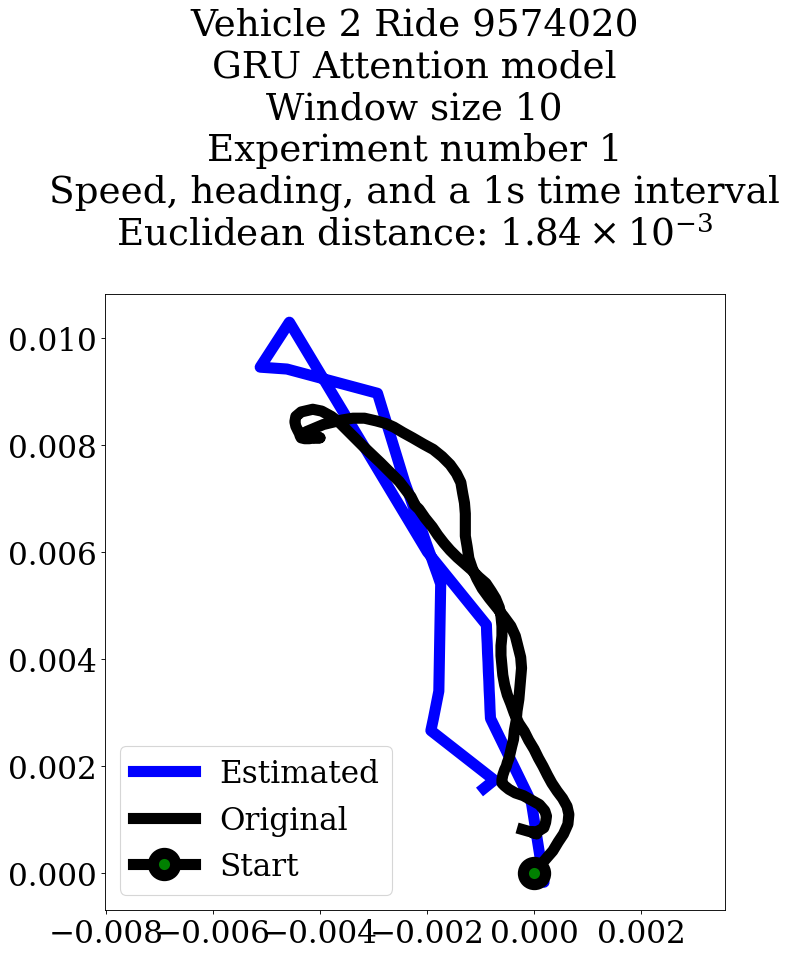 Vehicle 2 Ride 9574020
GRU Attention model
Window size 10
Experiment number 1
Speed, heading, and a 1s time interval
Euclidean distance: 1.84 × 10⁻³
0.010
0.008
0.006
0.004
0.002
0.000
Estimated
Original
Start
−0.008 −0.006 −0.004 −0.002 0.000 0.002